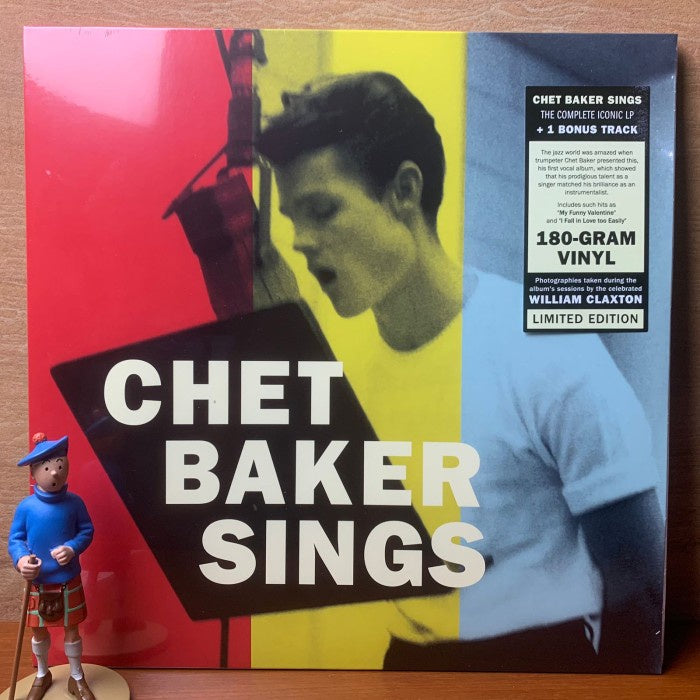 CHET
BAKER
SINGS
CHET BAKER SINGS
THE COMPLETE ICONIC LP
+ 1 BONUS TRACK
The jazz world was amazed when
trumpeter Chet Baker presented this,
his first vocal album, which showed
that his prodigious talent as a
singer matched his brilliance as an
instrumentalist.
Includes such hits as
"My Funny Valentine"
and "I Fall in Love too Easily"
180-GRAM
VINYL
Photographies taken during the
album's sessions by the celebrated
WILLIAM CLAXTON
LIMITED EDITION